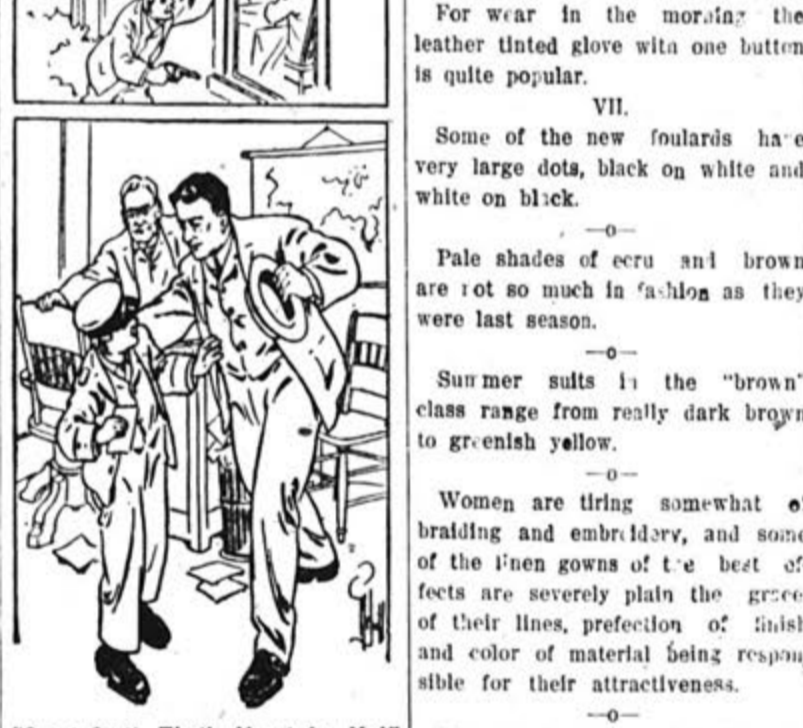 For wear in the morning the
leather tinted glove with one button
is quite popular.
VII.
Some of the new foulards have
very large dots, black on white and
white on black.
—o—
Pale shades of ecru and brown
are not so much in fashion as they
were last season.
—o—
Summer suits in the "brown"
class range from really dark brown
to greenish yellow.
—o—
Women are tiring somewhat of
braiding and embroidery, and some
of the linen gowns of the best ef
fects are severely plain the grace
of their lines, prefection of finish
and color of material being respon
sible for their attractiveness.
—o—